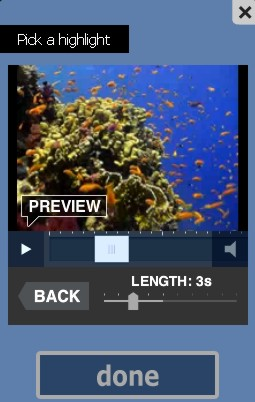 Pick a highlight
PREVIEW
LENGTH: 3s
BACK
done